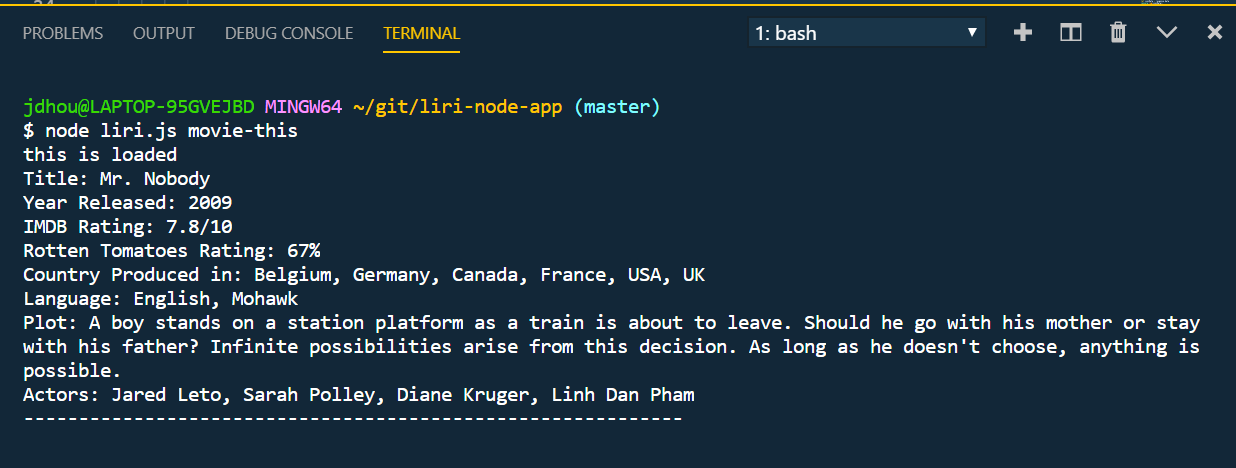 PROBLEMS OUTPUT DEBUG CONSOLE TERMINAL 1: bash
jdhou@LAPTOP-95GVEJBD MINGW64 ~/git/liri-node-app (master)
$ node liri.js movie-this
this is loaded
Title: Mr. Nobody
Year Released: 2009
IMDB Rating: 7.8/10
Rotten Tomatoes Rating: 67%
Country Produced in: Belgium, Germany, Canada, France, USA, UK
Language: English, Mohawk
Plot: A boy stands on a station platform as a train is about to leave. Should he go with his mother or stay
with his father? Infinite possibilities arise from this decision. As long as he doesn't choose, anything is
possible.
Actors: Jared Leto, Sarah Polley, Diane Kruger, Linh Dan Pham
------------------------------------------------------------